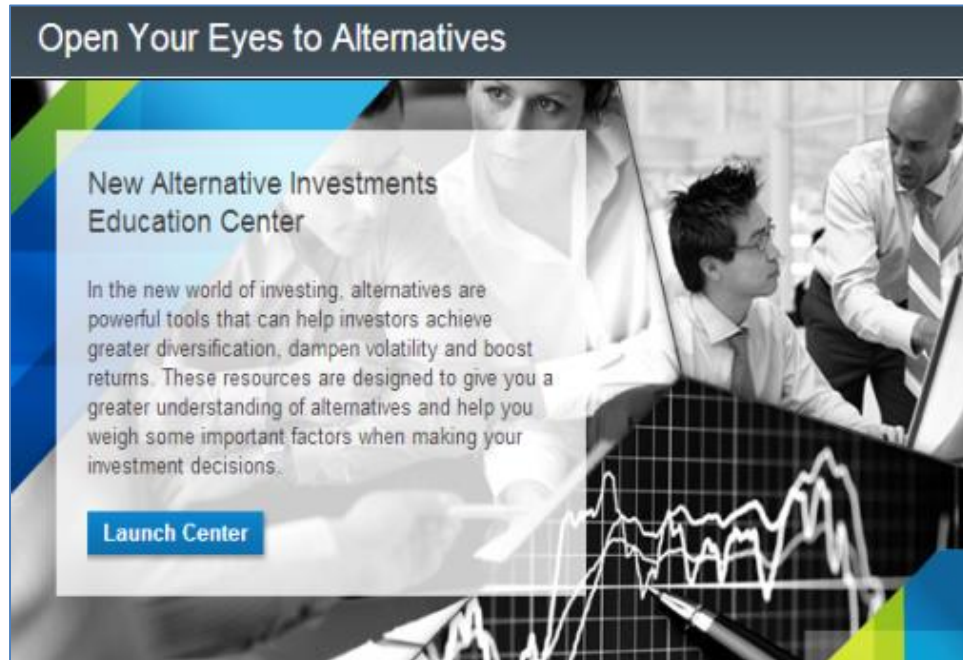 Open Your Eyes to Alternatives
New Alternative Investments
Education Center
In the new world of investing, alternatives are
powerful tools that can help investors achieve
greater diversification, dampen volatility and boost
returns. These resources are designed to give you a
greater understanding of alternatives and help you
weigh some important factors when making your
investment decisions.
Launch Center